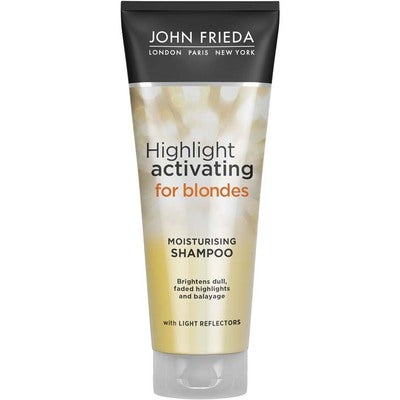 JOHN FRIEDA
LONDON PARIS NEW YORK
Highlight
activating
for blondes
MOISTURISING
SHAMPOO
Brightens dull,
faded highlights
and balayage
with LIGHT REFLECTORS